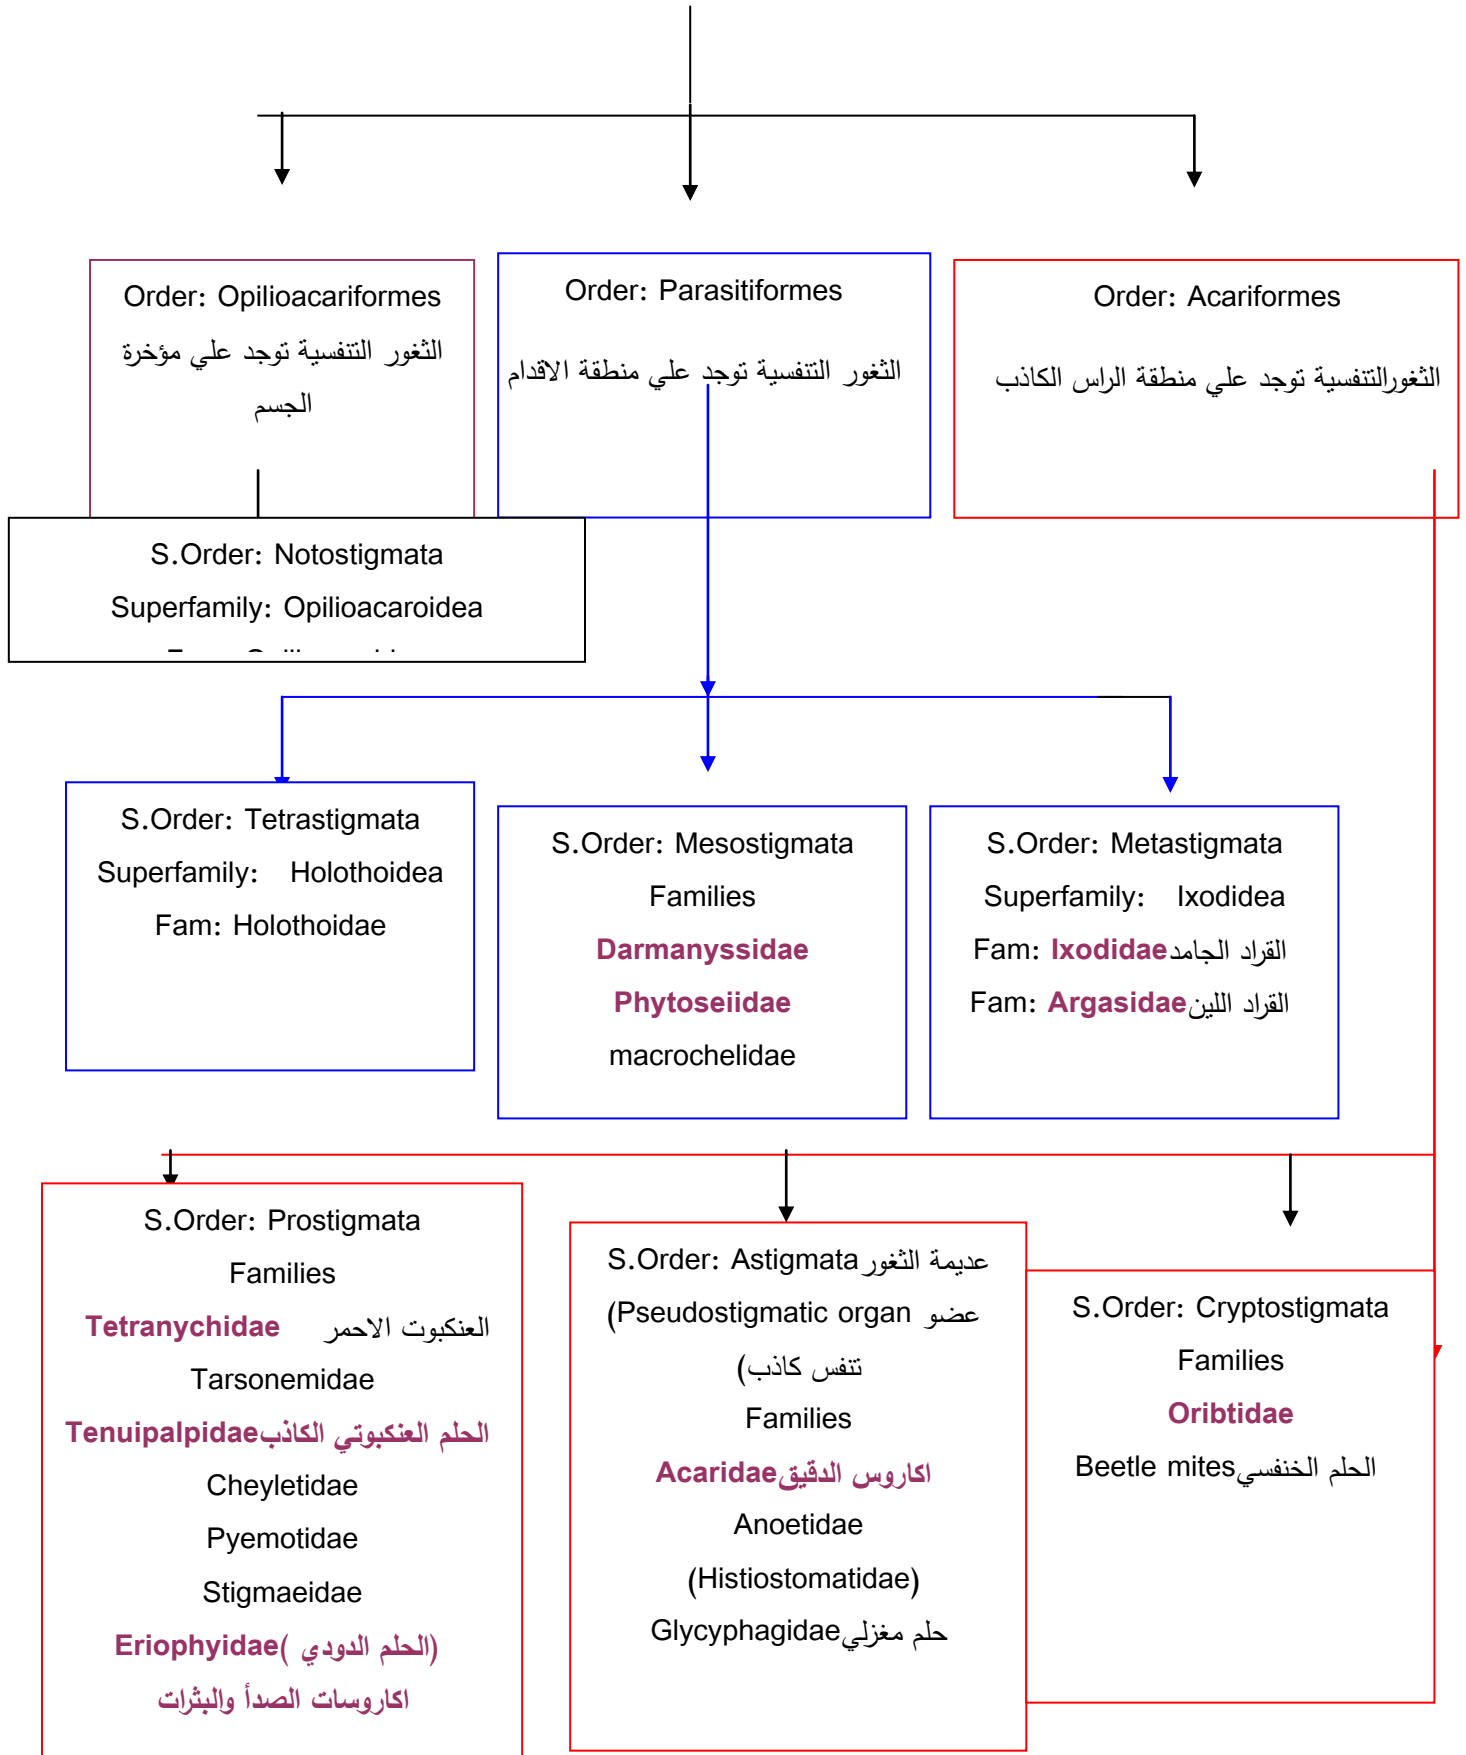 Order: Opilioacariformes
الثغور التنفسية توجد علي مؤخرة
الجسم
Order: Parasitiformes
الثغور التنفسية توجد علي منطقة الاقدام
Order: Acariformes
الثغورالتنفسية توجد علي منطقة الراس الكاذب
S.Order: Notostigmata
Superfamily: Opilioacaroidea
S.Order: Tetrastigmata
Superfamily: Holothoidea
Fam: Holothoidae
S.Order: Mesostigmata
Families
Darmanyssidae
Phytoseiidae
macrochelidae
S.Order: Metastigmata
Superfamily: Ixodidea
Fam: Ixodidae القراد الجامد
Fam: Argasidae القراد اللين
S.Order: Prostigmata
Families
Tetranychidae العنكبوت الاحمر
Tarsonemidae
Tenuipalpidae الحلم العنكبوتي الكاذب
Cheyletidae
Pyemotidae
Stigmaeidae
Eriophyidae (الحلم الدودي )
اكاروسات الصدأ والبثرات
S.Order: Astigmata عديمة الثغور
(Pseudostigmatic organ عضو
تنفس كاذب)
Families
Acaridae اكاروس الدقيق
Anoetidae
(Histiostomatidae)
Glycyphagidae حلم مغزلي
S.Order: Cryptostigmata
Families
Oribtidae
Beetle mites الحلم الخنفسي